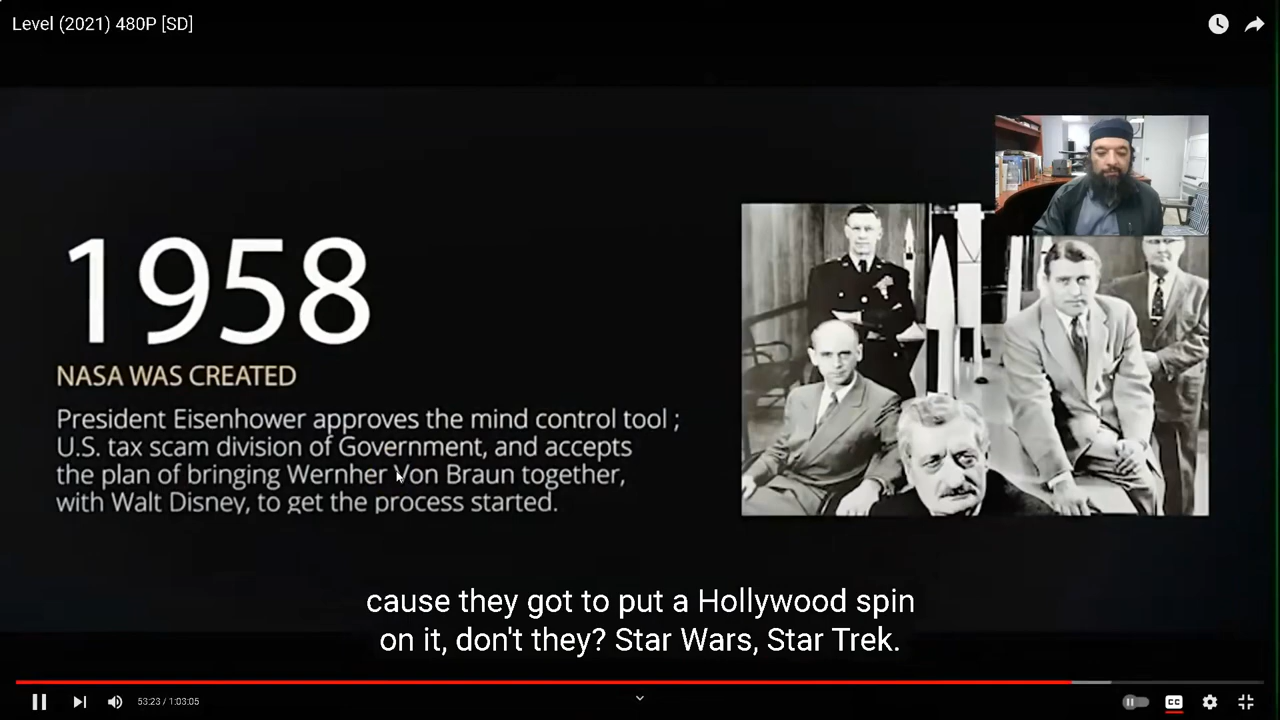 Level (2021) 480P [SD]
1958
NASA WAS CREATED
President Eisenhower approves the mind control tool ;
U.S. tax scam division of Government, and accepts
the plan of bringing Wernher Von Braun together,
with Walt Disney, to get the process started.
cause they got to put a Hollywood spin
on it, don't they? Star Wars, Star Trek.
53:23 / 1:03:05
CC